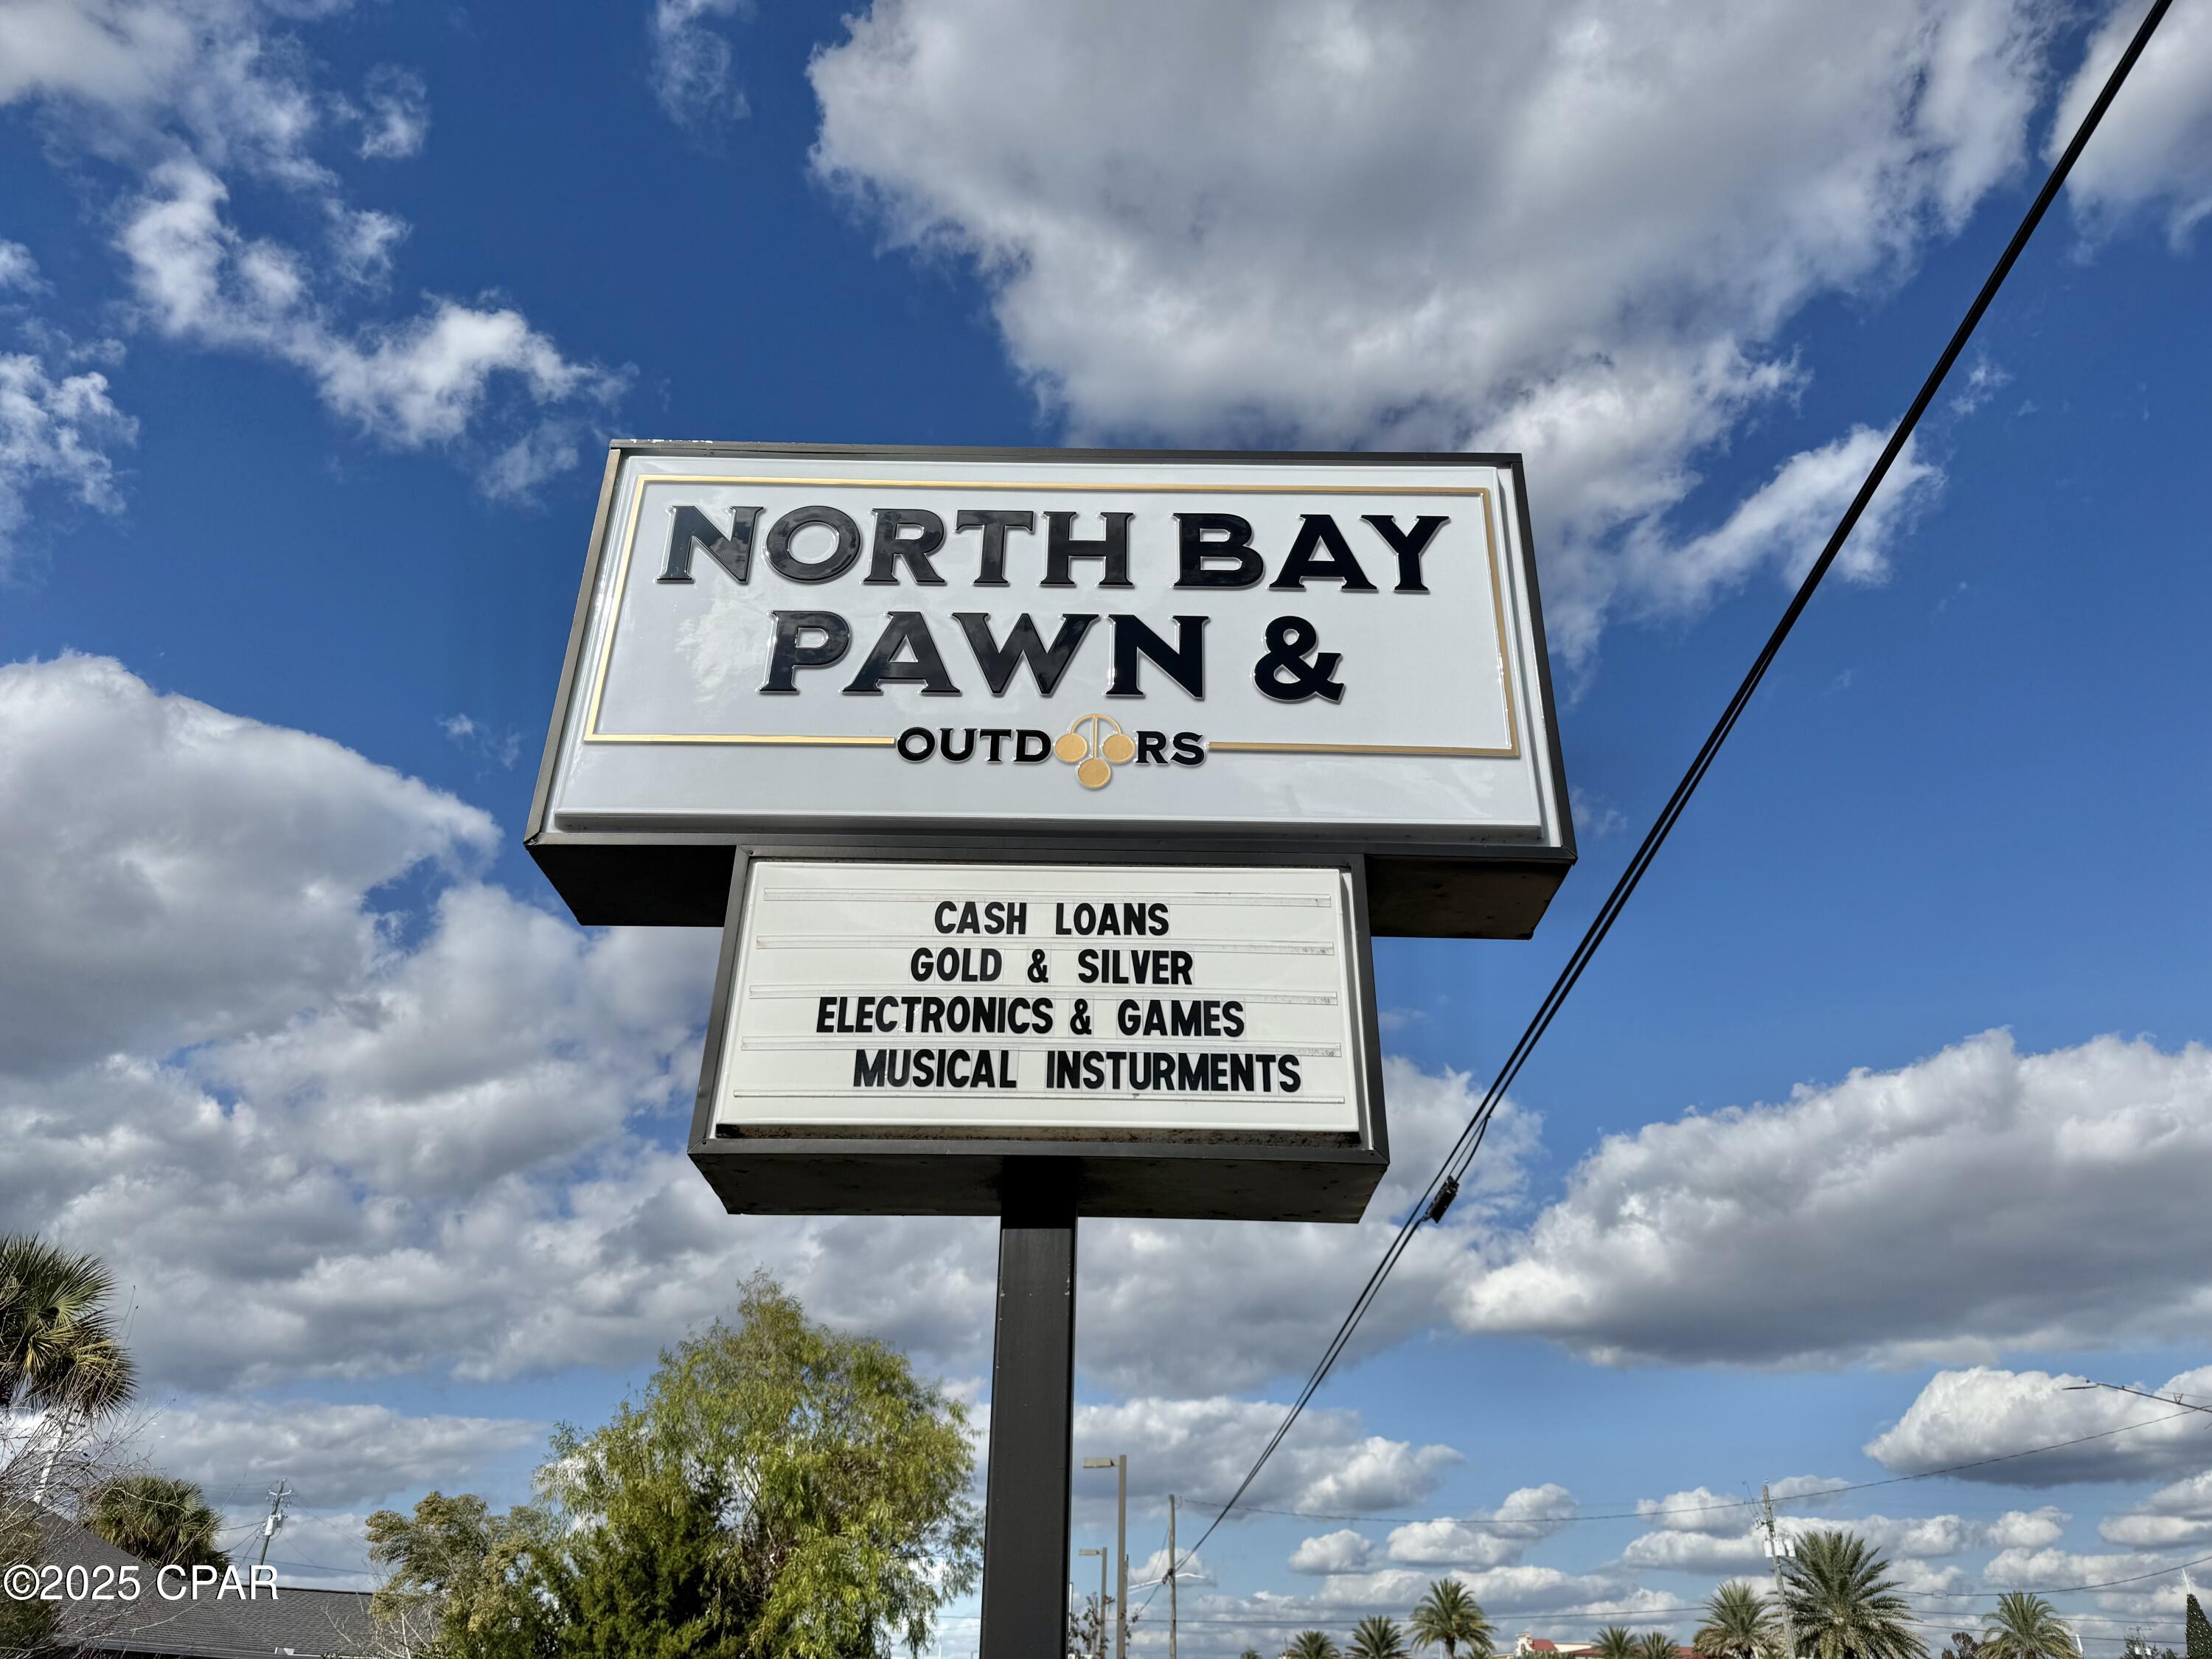 NORTH BAY
PAWN &
OUTDOORS
CASH LOANS
GOLD & SILVER
ELECTRONICS & GAMES
MUSICAL INSTURMENTS
©2025 CPAR